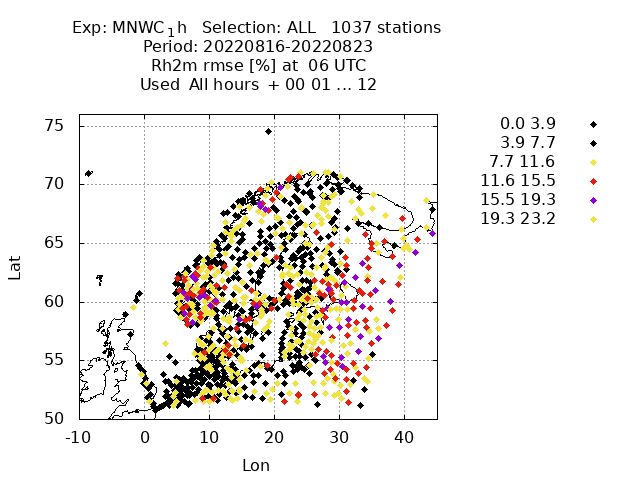 Exp: MNWC_1h Selection: ALL 1037 stations
Period: 20220816-20220823
Rh2m rmse [%] at 06 UTC
Used All hours + 00 01 ... 12
0.0 3.9
3.9 7.7
7.7 11.6
11.6 15.5
15.5 19.3
19.3 23.2
75
70
65
60
55
50
Lat
-10 0 10 20 30 40
Lon